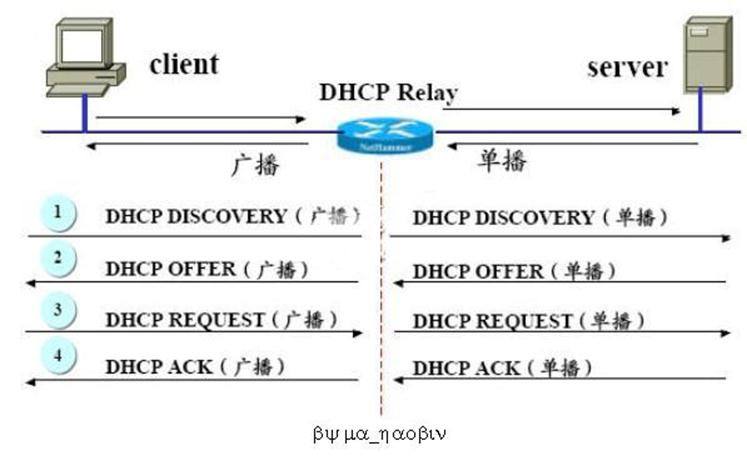 client
server
DHCP Relay
NetHammer
广播
单播
1 DHCP DISCOVERY（广播） DHCP DISCOVERY（单播）
2 DHCP OFFER（广播） DHCP OFFER（单播）
3 DHCP REQUEST（广播） DHCP REQUEST（单播）
4 DHCP ACK（广播） DHCP ACK（单播）
βψ μα_ηαοβιν